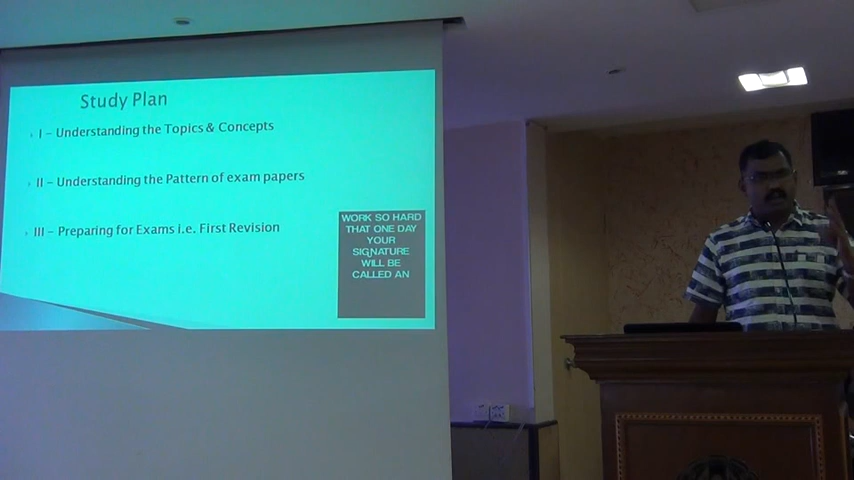 Study Plan
I – Understanding the Topics & Concepts
II – Understanding the Pattern of exam papers
III – Preparing for Exams i.e. First Revision
WORK SO HARD
THAT ONE DAY
YOUR
SIGNATURE
WILL BE
CALLED AN